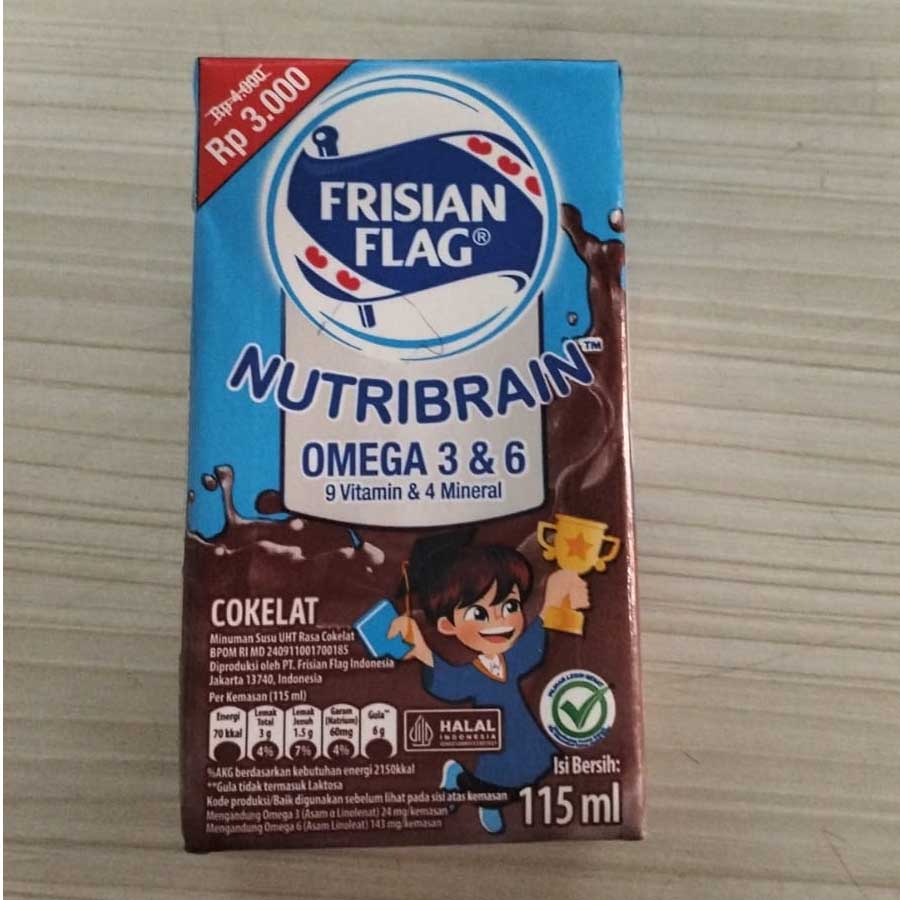 Rp 4.000
Rp 3.000
FRISIAN
FLAG®
NUTRIBRAIN™
OMEGA 3 & 6
9 Vitamin & 4 Mineral
COKELAT
Minuman Susu UHT Rasa Cokelat
BPOM RI MD 240911001700185
Diproduksi oleh PT. Frisian Flag Indonesia
Jakarta 13740, Indonesia
Per Kemasan (115 ml)
Energi
70 kkal
Lemak
Total
3 g
4%
Lemak
Jenuh
1.5 g
7%
Garam
(Natrium)
60mg
4%
Gula**
6 g
HALAL
INDONESIA
PILIHAN LEBIH SEHAT
%AKG berdasarkan kebutuhan energi 2150kkal
**Gula tidak termasuk Laktosa
Kode produksi/Baik digunakan sebelum lihat pada sisi atas kemasan
Mengandung Omega 3 (Asam α Linolenat) 24 mg/kemasan
Mengandung Omega 6 (Asam Linoleat) 143 mg/kemasan
Isi Bersih:
115 ml